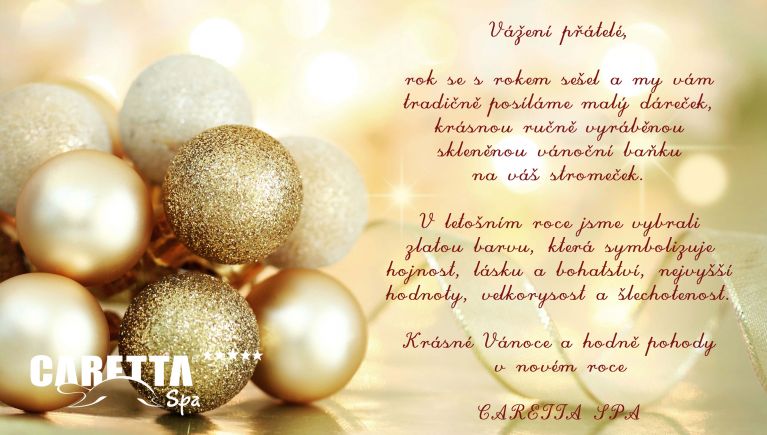 Vážení přátelé,
rok se s rokem sešel a my vám
tradičně posíláme malý dáreček,
krásnou ručně vyráběnou
skleněnou vánoční baňku
na váš stromeček.
V letošním roce jsme vybrali
zlatou barvu, která symbolizuje
hojnost, lásku a bohatství, nejvyšší
hodnoty, velkorysost a šlechotenost.
Krásné Vánoce a hodně pohody
v novém roce
CARETTA SPA
CARETTA
Spa